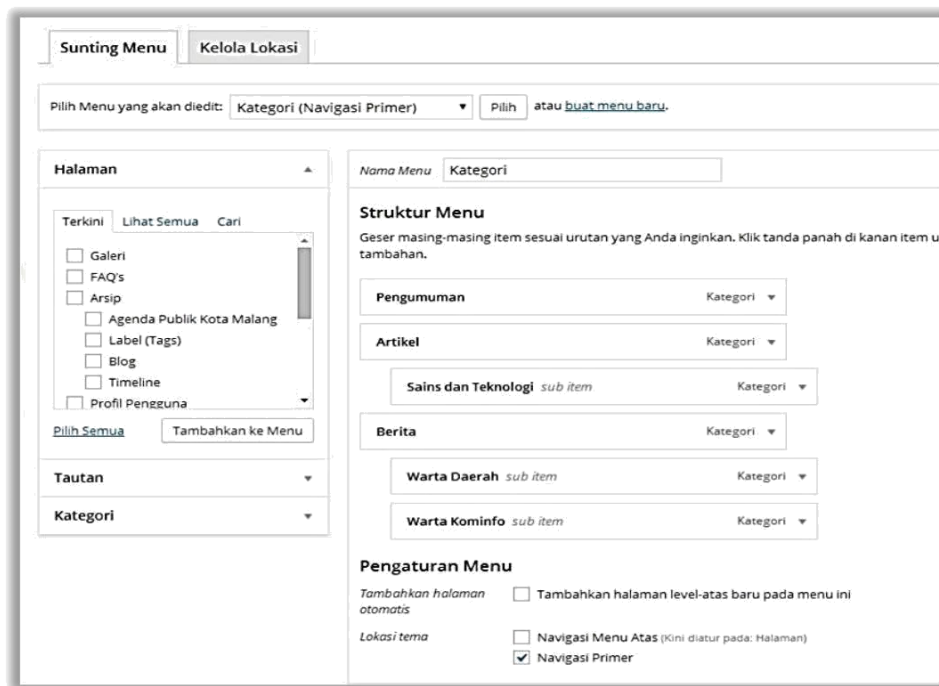 Sunting Menu Kelola Lokasi
Pilih Menu yang akan diedit: Kategori (Navigasi Primer) Pilih atau buat menu baru.
Halaman
Terkini Lihat Semua Cari
Galeri
FAQ's
Arsip
Agenda Publik Kota Malang
Label (Tags)
Blog
Timeline
Profil Pengguna
Pilih Semua Tambahkan ke Menu
Tautan
Kategori
Nama Menu Kategori
Struktur Menu
Geser masing-masing item sesuai urutan yang Anda inginkan. Klik tanda panah di kanan item u
tambahan.
Pengumuman Kategori
Artikel Kategori
Sains dan Teknologi sub item Kategori
Berita Kategori
Warta Daerah sub item Kategori
Warta Kominfo sub item Kategori
Pengaturan Menu
Tambahkan halaman
otomatis
Tambahkan halaman level-atas baru pada menu ini
Lokasi tema
Navigasi Menu Atas (Kini diatur pada: Halaman)
Navigasi Primer